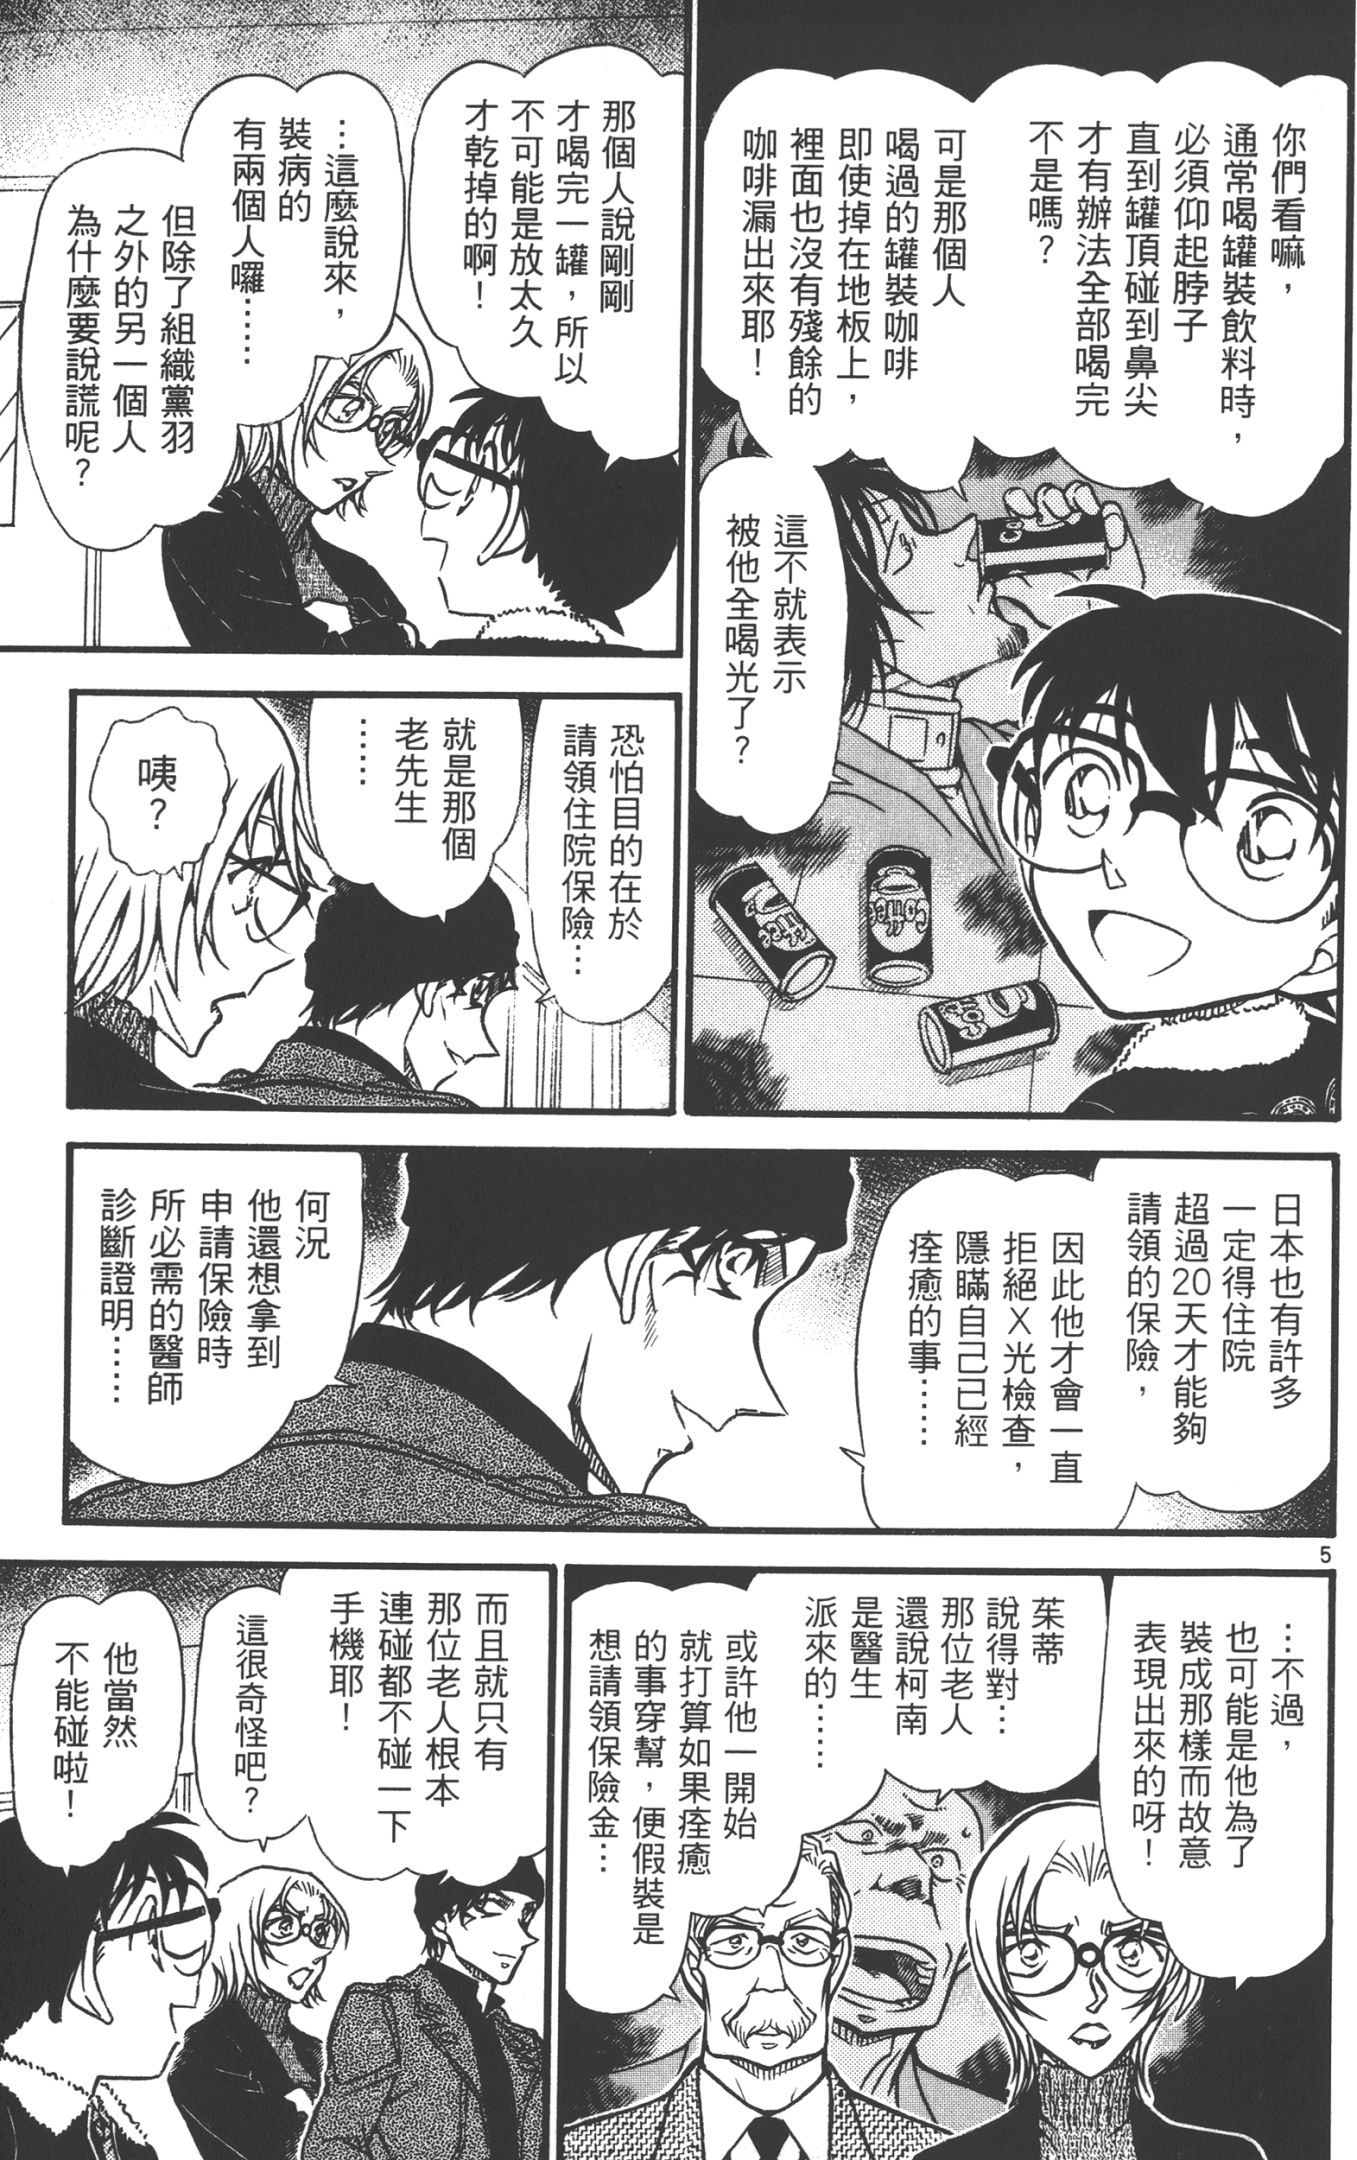 你們看嘛，
通常喝罐裝飲料時，
必須仰起脖子
直到罐頂碰到鼻尖
才有辦法全部喝完
不是嗎？
可是那個人
喝過的罐裝咖啡
即使掉在地板上，
裡面也沒有殘餘的
咖啡漏出來耶！
這不就表示
被他全喝光了？
coffee
coffee
coffee
那個人說剛剛
才喝完一罐，所以
不可能是放太久
才乾掉的啊！
…這麼說來，
裝病的
有兩個人囉……
但除了組織黨羽
之外的另一個人
為什麼要說謊呢？
恐怕目的在於
請領住院保險…
就是那個
老先生
……
咦？
日本也有許多
一定得住院
超過20天才能夠
請領的保險，
因此他才會一直
拒絕X光檢查，
隱瞞自己已經
痊癒的事……
何況
他還想拿到
申請保險時
所必需的醫師
診斷證明……
5
…不過，
也可能是他為了
裝成那樣而故意
表現出來的呀！
茱蒂
說得對…
那位老人
還說柯南
是醫生
派來的……
或許他一開始
就打算如果痊癒
的事穿幫，便假裝是
想請領保險金…
而且就只有
那位老人根本
連碰都不碰一下
手機耶！
這很奇怪吧？
他當然
不能碰啦！